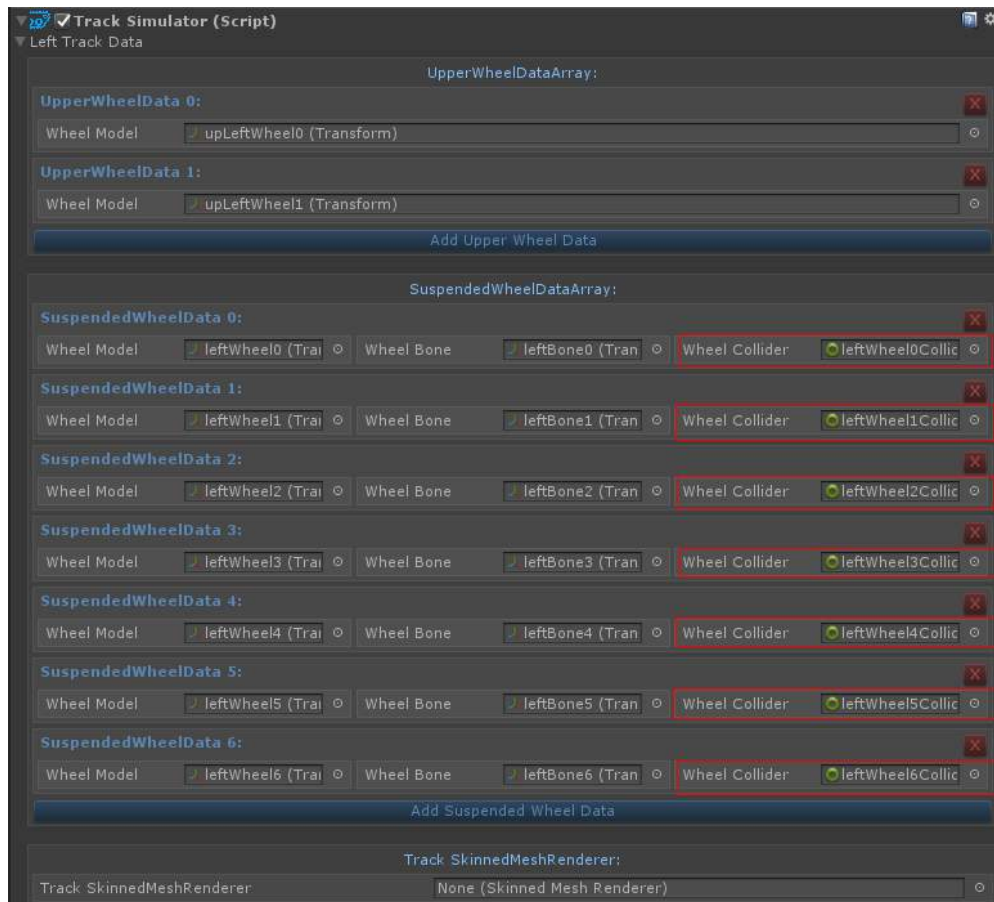 Track Simulator (Script)
Left Track Data
UpperWheelDataArray:
UpperWheelData 0:
X
Wheel Model upLeftWheel0 (Transform)
UpperWheelData 1:
X
Wheel Model upLeftWheel1 (Transform)
Add Upper Wheel Data
SuspendedWheelDataArray:
SuspendedWheelData 0:
X
Wheel Model leftWheel0 (Trai Wheel Bone leftBone0 (Tran Wheel Collider leftWheel0Collic
SuspendedWheelData 1:
X
Wheel Model leftWheel1 (Trai Wheel Bone leftBone1 (Tran Wheel Collider leftWheel1Collic
SuspendedWheelData 2:
X
Wheel Model leftWheel2 (Trai Wheel Bone leftBone2 (Tran Wheel Collider leftWheel2Collic
SuspendedWheelData 3:
X
Wheel Model leftWheel3 (Trai Wheel Bone leftBone3 (Tran Wheel Collider leftWheel3Collic
SuspendedWheelData 4:
X
Wheel Model leftWheel4 (Trai Wheel Bone leftBone4 (Tran Wheel Collider leftWheel4Collic
SuspendedWheelData 5:
X
Wheel Model leftWheel5 (Trai Wheel Bone leftBone5 (Tran Wheel Collider leftWheel5Collic
SuspendedWheelData 6:
X
Wheel Model leftWheel6 (Trai Wheel Bone leftBone6 (Tran Wheel Collider leftWheel6Collic
Add Suspended Wheel Data
Track SkinnedMeshRenderer:
Track SkinnedMeshRenderer None (Skinned Mesh Renderer)